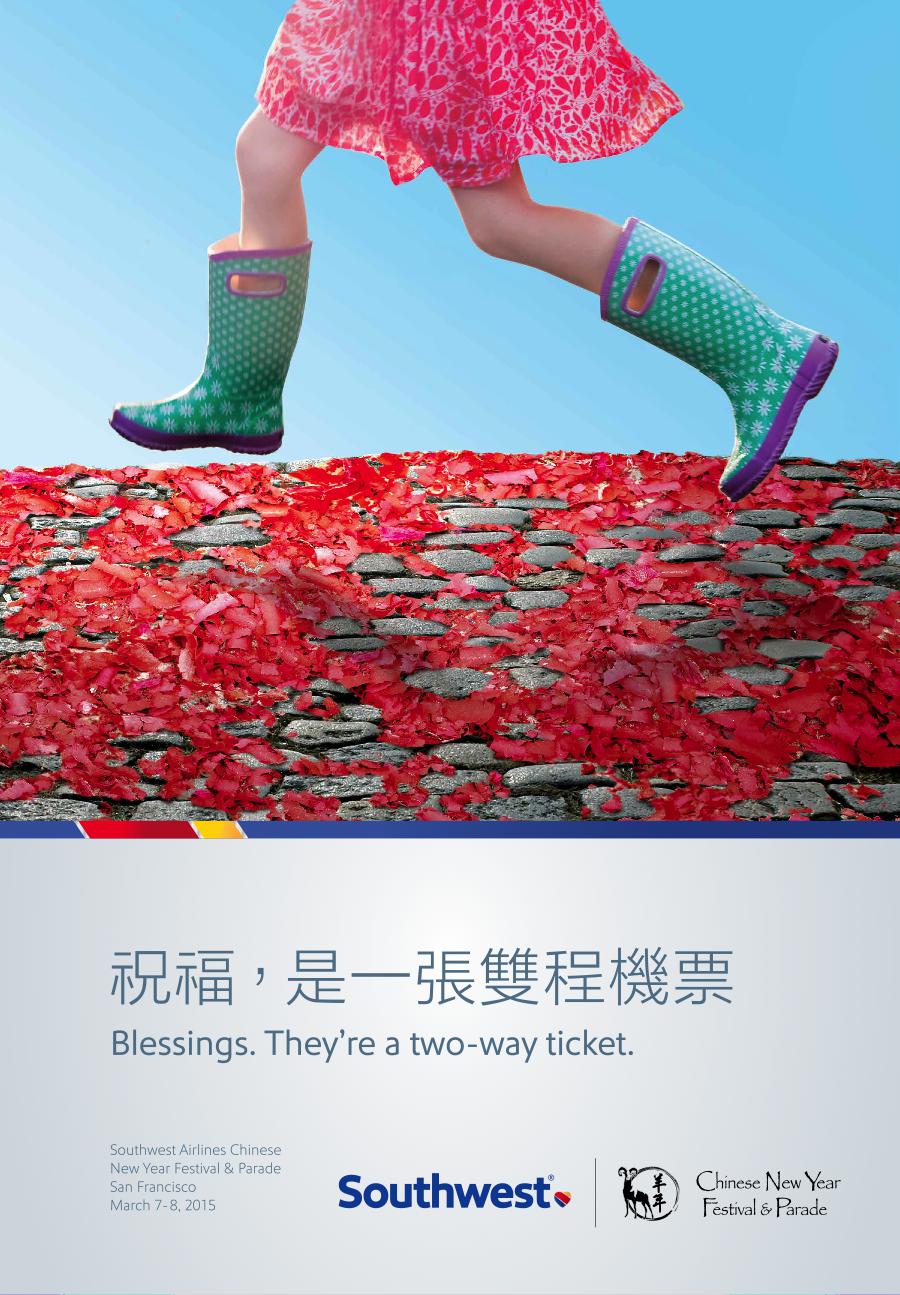 祝福，是一張雙程機票
Blessings. They're a two-way ticket.
Southwest Airlines Chinese
New Year Festival & Parade
San Francisco
March 7-8, 2015
Southwest®
羊年
Chinese New Year
Festival & Parade